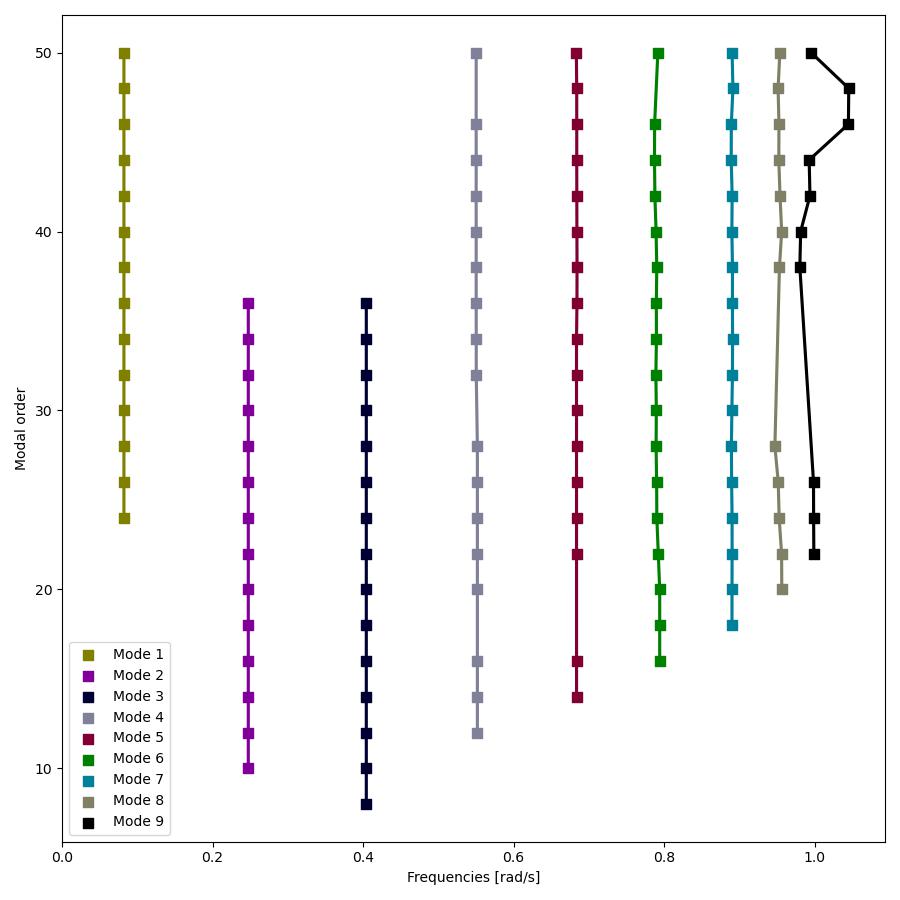 50
40
30
20
10
Modal order
Mode 1
Mode 2
Mode 3
Mode 4
Mode 5
Mode 6
Mode 7
Mode 8
Mode 9
0.0 0.2 0.4 0.6 0.8 1.0
Frequencies [rad/s]